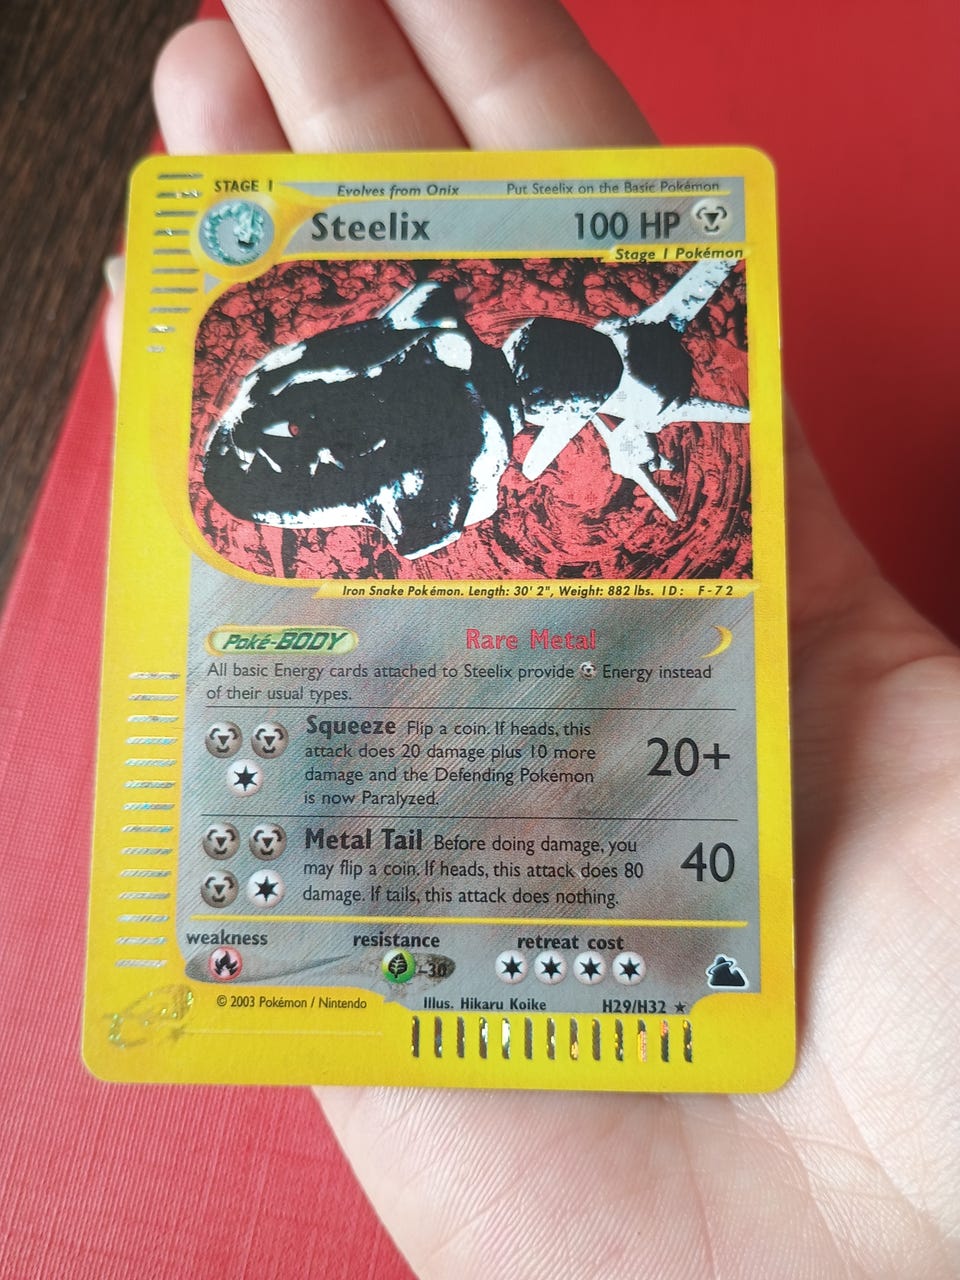 STAGE 1 Evolves from Onix Put Steelix on the Basic Pokémon
Steelix 100 HP
Stage 1 Pokémon
Iron Snake Pokémon. Length: 30' 2", Weight: 882 lbs. ID: F-72
Poké-BODY Rare Metal
All basic Energy cards attached to Steelix provide Energy instead
of their usual types.
Squeeze Flip a coin. If heads, this
attack does 20 damage plus 10 more
damage and the Defending Pokémon
is now Paralyzed.
20+
Metal Tail Before doing damage, you
may flip a coin. If heads, this attack does 80
damage. If tails, this attack does nothing.
40
weakness resistance retreat cost
-30
© 2003 Pokémon / Nintendo Illus. Hikaru Koike H29/H32 ★